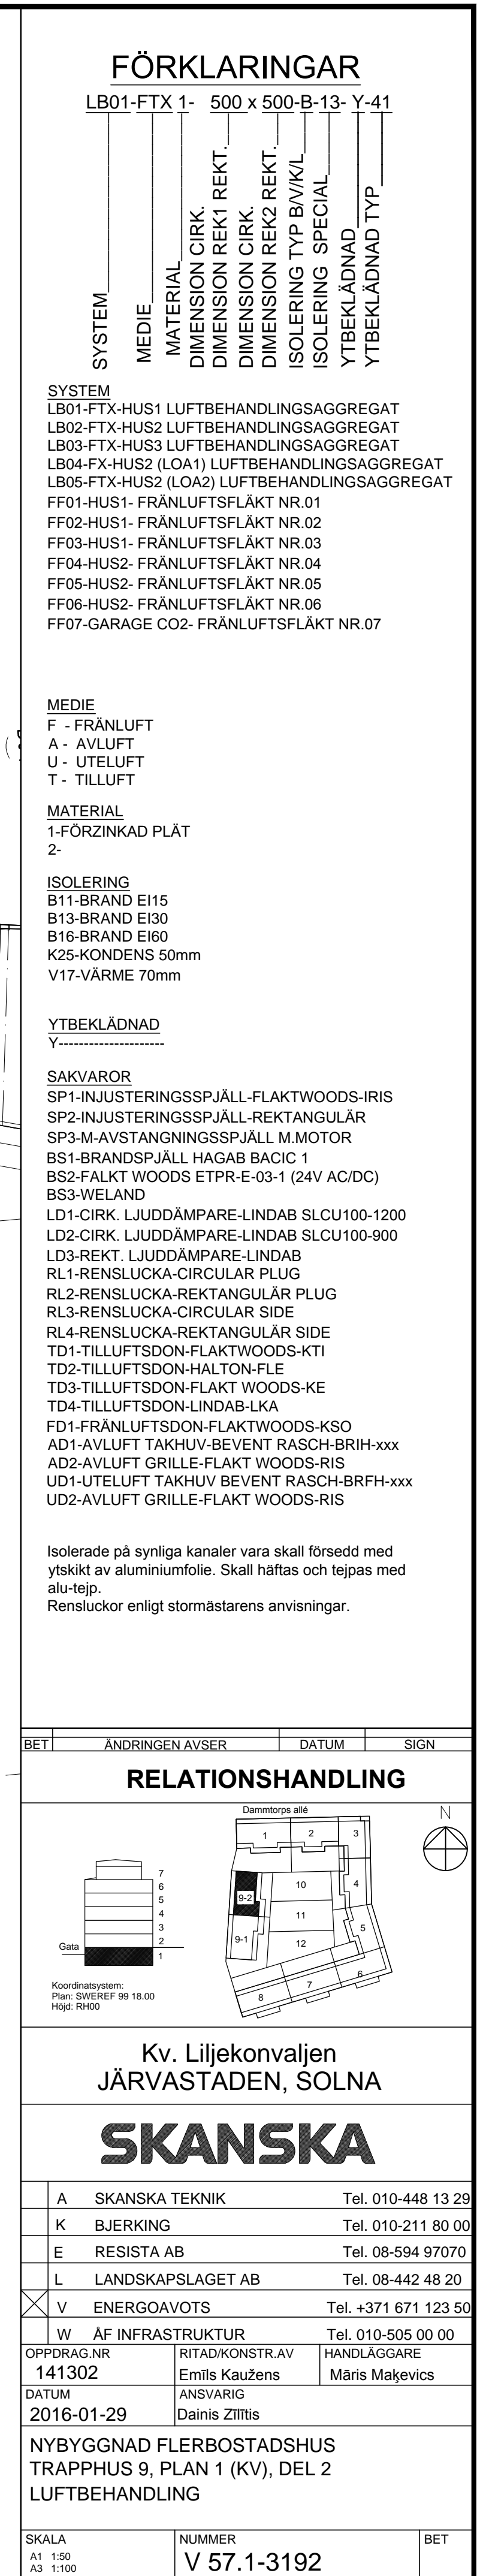 FÖRKLARINGAR
LB01-FTX 1- 500 x 500-B-13- Y-41
SYSTEM
MEDIE
MATERIAL
DIMENSION CIRK.
DIMENSION REK1 REKT.
DIMENSION CIRK.
DIMENSION REK2 REKT.
ISOLERING TYP B/V/K/L
ISOLERING SPECIAL
YTBEKLÄDNAD
YTBEKLÄDNAD TYP
SYSTEM
LB01-FTX-HUS1 LUFTBEHANDLINGSAGGREGAT
LB02-FTX-HUS2 LUFTBEHANDLINGSAGGREGAT
LB03-FTX-HUS3 LUFTBEHANDLINGSAGGREGAT
LB04-FX-HUS2 (LOA1) LUFTBEHANDLINGSAGGREGAT
LB05-FTX-HUS2 (LOA2) LUFTBEHANDLINGSAGGREGAT
FF01-HUS1- FRÄNLUFTSFLÄKT NR.01
FF02-HUS1- FRÄNLUFTSFLÄKT NR.02
FF03-HUS1- FRÄNLUFTSFLÄKT NR.03
FF04-HUS2- FRÄNLUFTSFLÄKT NR.04
FF05-HUS2- FRÄNLUFTSFLÄKT NR.05
FF06-HUS2- FRÄNLUFTSFLÄKT NR.06
FF07-GARAGE CO2- FRÄNLUFTSFLÄKT NR.07
MEDIE
F - FRÄNLUFT
A - AVLUFT
U - UTELUFT
T - TILLUFT
MATERIAL
1-FÖRZINKAD PLÄT
2-
ISOLERING
B11-BRAND EI15
B13-BRAND EI30
B16-BRAND EI60
K25-KONDENS 50mm
V17-VÄRME 70mm
YTBEKLÄDNAD
Y---------------------
SAKVAROR
SP1-INJUSTERINGSSPJÄLL-FLAKTWOODS-IRIS
SP2-INJUSTERINGSSPJÄLL-REKTANGULÄR
SP3-M-AVSTANGNINGSSPJÄLL M.MOTOR
BS1-BRANDSPJÄLL HAGAB BACIC 1
BS2-FALKT WOODS ETPR-E-03-1 (24V AC/DC)
BS3-WELAND
LD1-CIRK. LJUDDÄMPARE-LINDAB SLCU100-1200
LD2-CIRK. LJUDDÄMPARE-LINDAB SLCU100-900
LD3-REKT. LJUDDÄMPARE-LINDAB
RL1-RENSLUCKA-CIRCULAR PLUG
RL2-RENSLUCKA-REKTANGULÄR PLUG
RL3-RENSLUCKA-CIRCULAR SIDE
RL4-RENSLUCKA-REKTANGULÄR SIDE
TD1-TILLUFTSDON-FLAKTWOODS-KTI
TD2-TILLUFTSDON-HALTON-FLE
TD3-TILLUFTSDON-FLAKT WOODS-KE
TD4-TILLUFTSDON-LINDAB-LKA
FD1-FRÄNLUFTSDON-FLAKTWOODS-KSO
AD1-AVLUFT TAKHUV-BEVENT RASCH-BRIH-xxx
AD2-AVLUFT GRILLE-FLAKT WOODS-RIS
UD1-UTELUFT TAKHUV BEVENT RASCH-BRFH-xxx
UD2-AVLUFT GRILLE-FLAKT WOODS-RIS
Isolerade på synliga kanaler vara skall försedd med
ytskikt av aluminiumfolie. Skall häftas och tejpas med
alu-tejp.
Rensluckor enligt stormästarens anvisningar.
BET ÄNDRINGEN AVSER DATUM SIGN
RELATIONSHANDLING
Dammtorps allé
N
1 2 3
4
5
6
7
8
9-1
9-2
10
11
12
7
6
5
4
3
2
1
Gata
Koordinatsystem:
Plan: SWEREF 99 18.00
Höjd: RH00
Kv. Liljekonvaljen
JÄRVASTADEN, SOLNA
SKANSKA
A SKANSKA TEKNIK Tel. 010-448 13 29
K BJERKING Tel. 010-211 80 00
E RESISTA AB Tel. 08-594 97070
L LANDSKAPSLAGET AB Tel. 08-442 48 20
V ENERGOAVOTS Tel. +371 671 123 50
W ÅF INFRASTRUKTUR Tel. 010-505 00 00
OPPDRAG.NR RITAD/KONSTR.AV HANDLÄGGARE
141302 Emīls Kaužens Māris Maķevics
DATUM ANSVARIG
2016-01-29 Dainis Zīlītis
NYBYGGNAD FLERBOSTADSHUS
TRAPPHUS 9, PLAN 1 (KV), DEL 2
LUFTBEHANDLING
SKALA NUMMER BET
A1 1:50
A3 1:100
V 57.1-3192